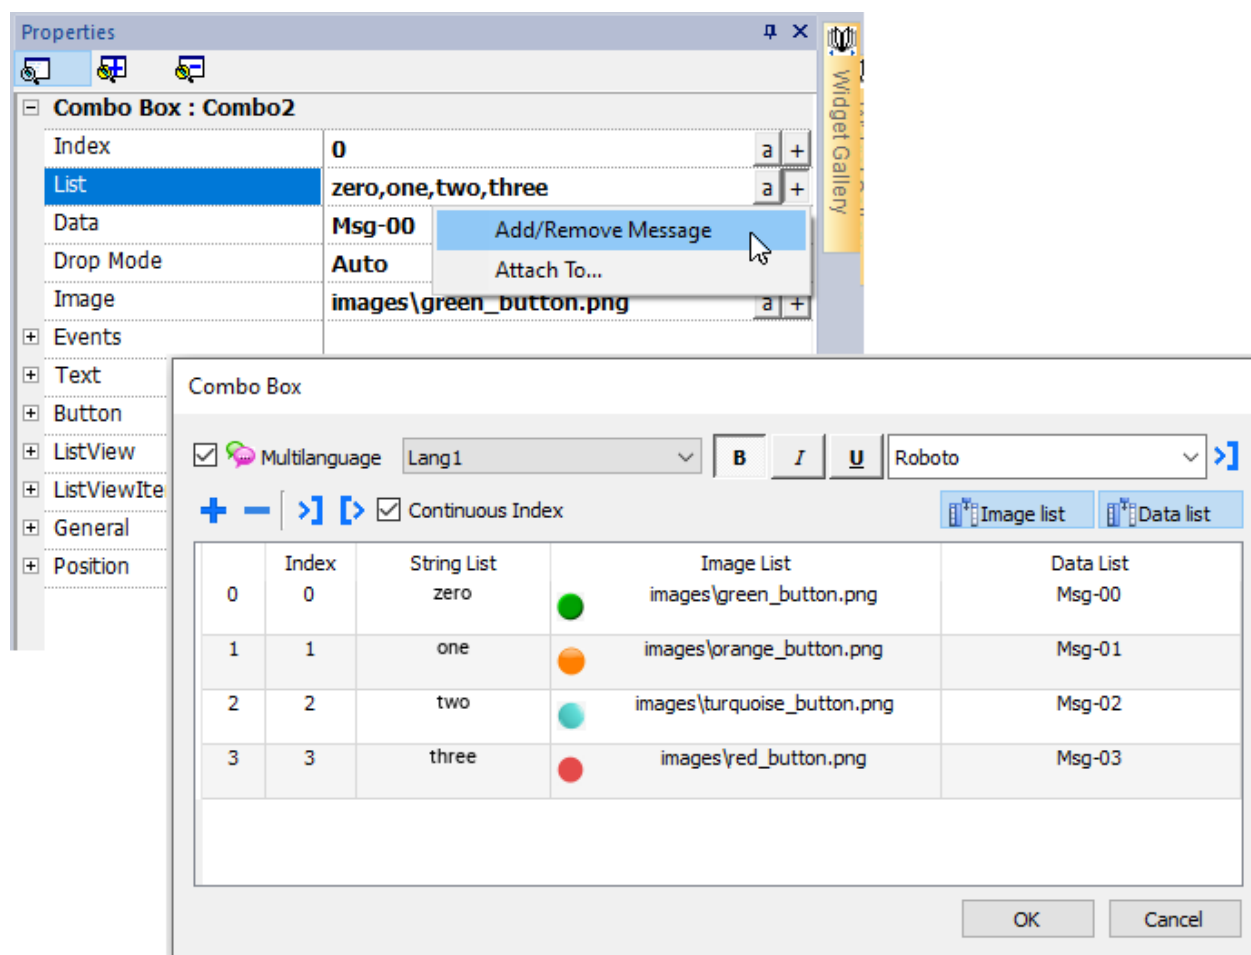 Properties
Widget Gallery
Combo Box : Combo2
Index 0 a +
List zero,one,two,three a +
Data Msg-00
Add/Remove Message
Drop Mode Auto
Attach To...
Image images\green_button.png a +
Events
Text
Button
ListView
ListViewIte
General
Position
Combo Box
Multilanguage Lang1 B I U Roboto
Continuous Index Image list Data list
Index String List Image List Data List
0 0 zero images\green_button.png Msg-00
1 1 one images\orange_button.png Msg-01
2 2 two images\turquoise_button.png Msg-02
3 3 three images\red_button.png Msg-03
OK Cancel